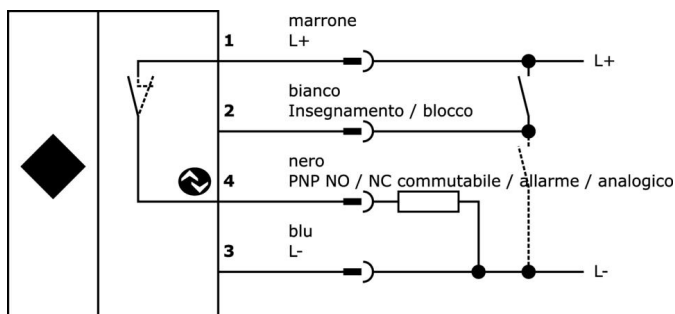 marrone
1 L+
L+
bianco
2 Insegnamento / blocco
nero
4 PNP NO / NC commutabile / allarme / analogico
blu
3 L-
L-